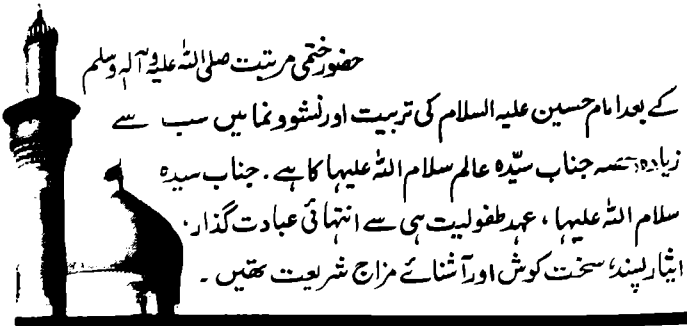 حضور ختمی مرتبت صلی اللہ علیہ وآلہ وسلم
کے بعد امام حسین علیہ السلام کی تربیت اور نشوونما میں سب سے
زیادہ حصہ جناب سیّدہ عالم سلام اللہ علیہا کا ہے۔ جناب سیدہ
سلام اللہ علیہا، عہد طفولیت ہی سے انتہائی عبادت گذار،
ایثار پسند، سخت کوش اور آشنائے مزاج شریعت تھیں۔